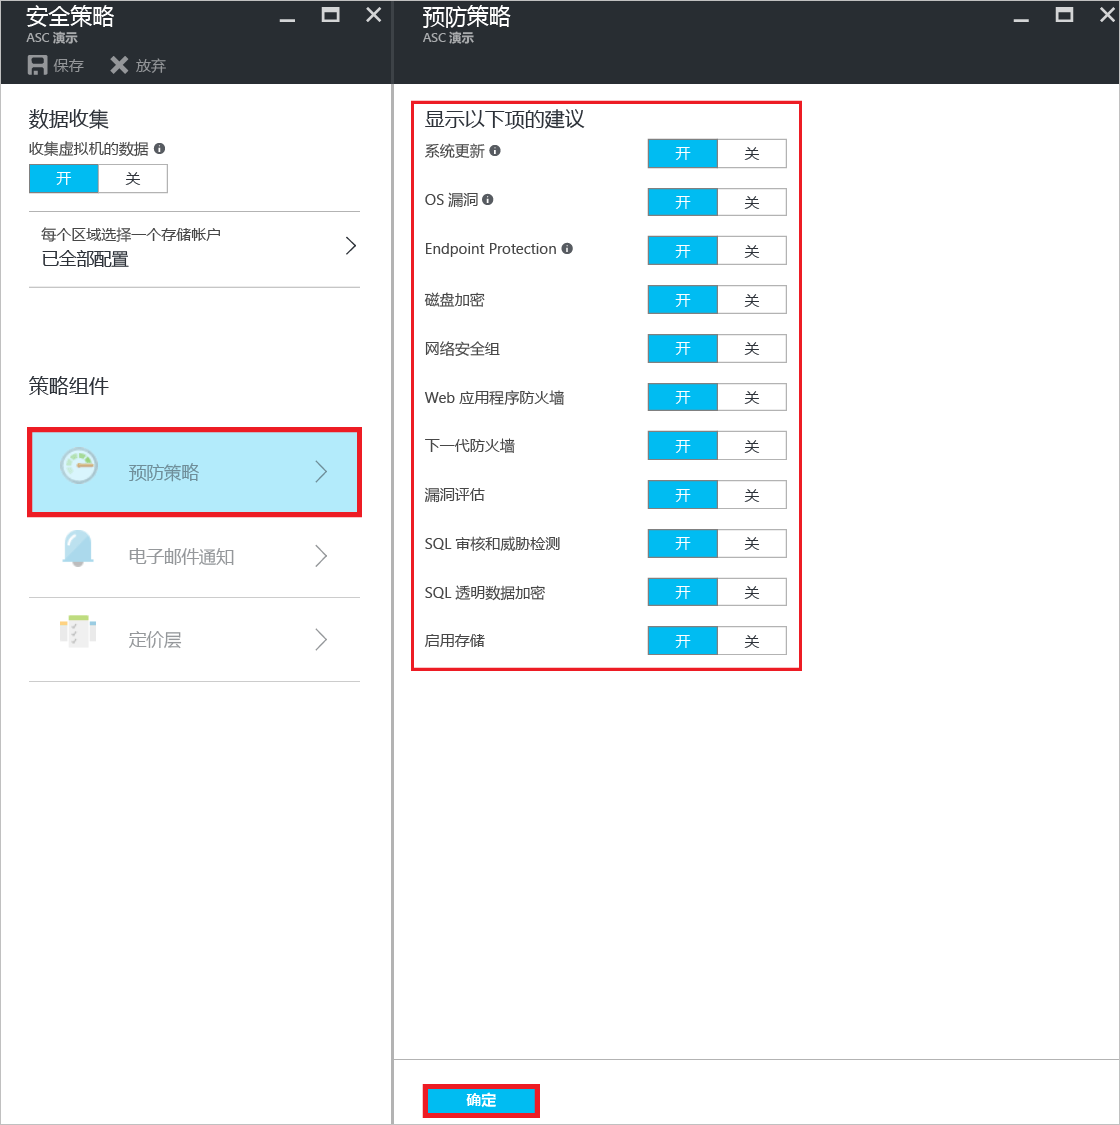 安全策略
ASC 演示
保存 放弃
数据收集
收集虚拟机的数据
开 关
每个区域选择一个存储帐户
已全部配置
策略组件
预防策略
电子邮件通知
定价层
预防策略
ASC 演示
显示以下项的建议
系统更新 开 关
OS 漏洞 开 关
Endpoint Protection 开 关
磁盘加密 开 关
网络安全组 开 关
Web 应用程序防火墙 开 关
下一代防火墙 开 关
漏洞评估 开 关
SQL 审核和威胁检测 开 关
SQL 透明数据加密 开 关
启用存储 开 关
确定